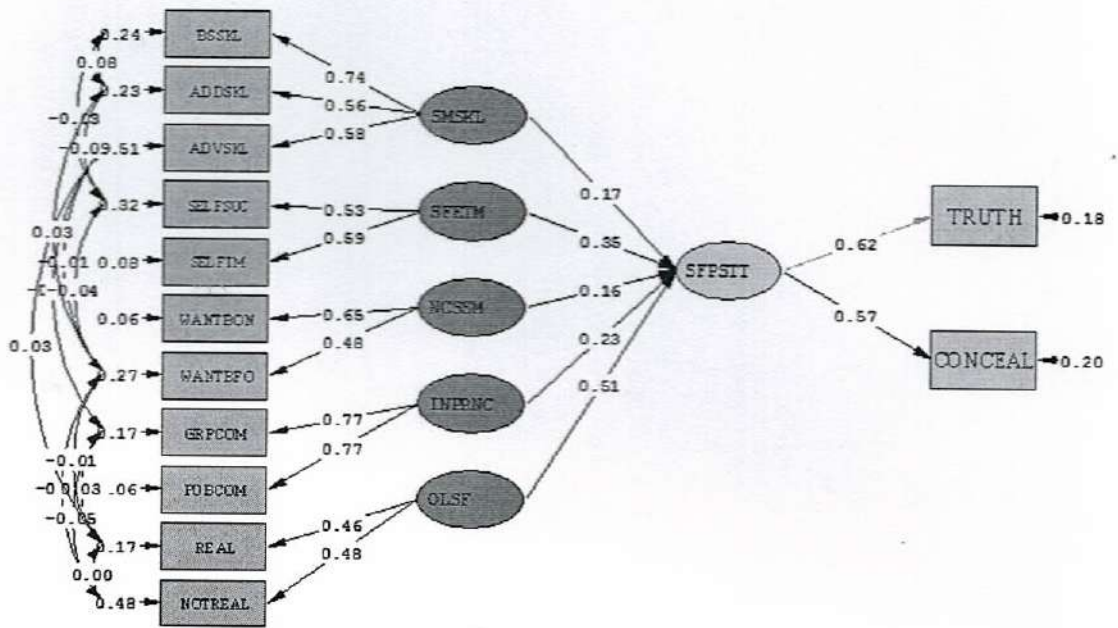 0.24 BSSKL
0.08
0.74
0.23 ADDSKL
0.56
SMSKL
-0.03
0.58
-0.09 .51 ADVSKL
0.17
0.32 SELFSUC
0.53
SFETM
TRUTH 0.18
0.03
0.59
0.35
0.62
-0.01 0.08 SELFIM
SFPSTT
-0.04
0.65
NCSSM
0.16
0.06 WANTBON
0.57
0.03
0.48
0.23
0.27 WANTBFO
CONCEAL 0.20
0.51
INPRNC
0.17 GRPCOM
0.77
-0.01
0.77
-0.03 .06 POBCOM
OLSF
-0.05
0.46
0.17 REAL
0.48
0.00
0.48 NOTREAL